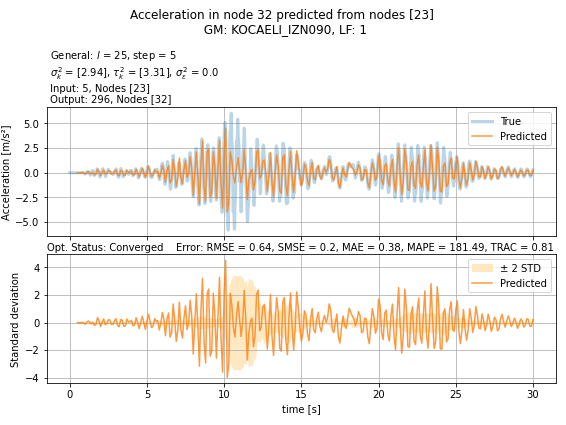 Acceleration in node 32 predicted from nodes [23]
GM: KOCAELI_IZN090, LF: 1
General: l = 25, step = 5
σ²ₖ = [2.94], τ²ₖ = [3.31], σ²ε = 0.0
Input: 5, Nodes [23]
Output: 296, Nodes [32]
Acceleration [m/s²]
5.0
2.5
0.0
−2.5
−5.0
True
Predicted
Opt. Status: Converged Error: RMSE = 0.64, SMSE = 0.2, MAE = 0.38, MAPE = 181.49, TRAC = 0.81
Standard deviation
4
2
0
−2
−4
± 2 STD
Predicted
0 5 10 15 20 25 30
time [s]